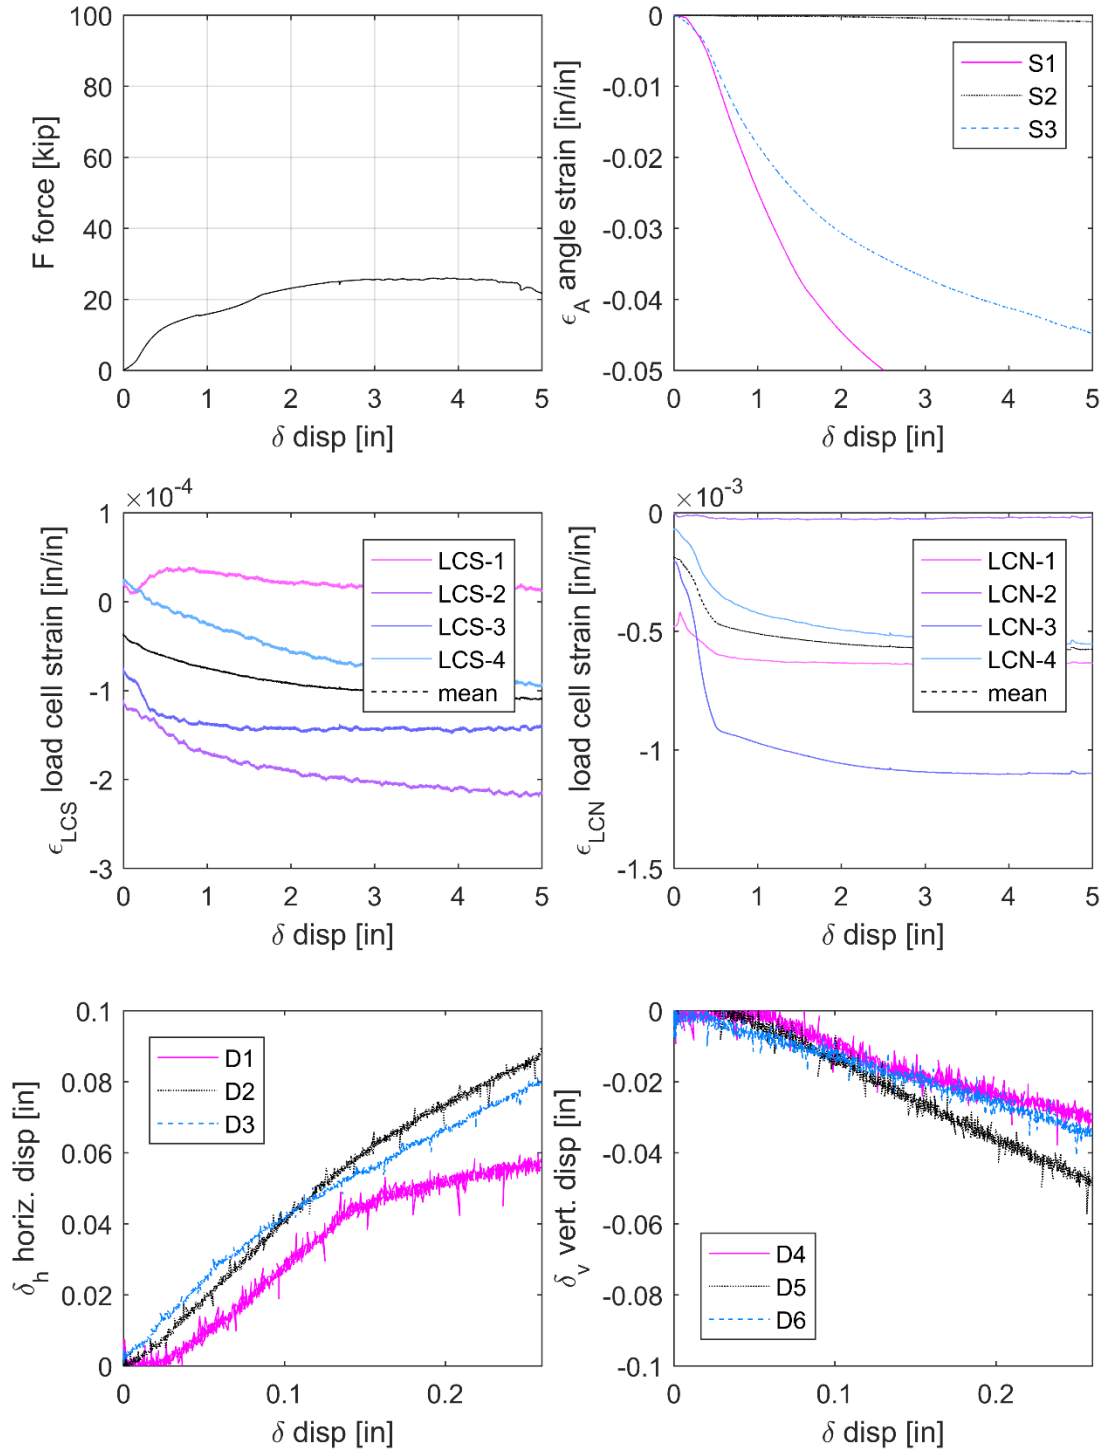 F force [kip]
100
80
60
40
20
0
0 1 2 3 4 5
δ disp [in]
ϵA angle strain [in/in]
0
-0.01
-0.02
-0.03
-0.04
-0.05
S1
S2
S3
0 1 2 3 4 5
δ disp [in]
ϵLCS load cell strain [in/in]
×10-4
1
0
-1
-2
-3
LCS-1
LCS-2
LCS-3
LCS-4
mean
0 1 2 3 4 5
δ disp [in]
ϵLCN load cell strain [in/in]
×10-3
0
-0.5
-1
-1.5
LCN-1
LCN-2
LCN-3
LCN-4
mean
0 1 2 3 4 5
δ disp [in]
δh horiz. disp [in]
0.1
0.08
0.06
0.04
0.02
0
D1
D2
D3
0 0.1 0.2
δ disp [in]
δv vert. disp [in]
0
-0.02
-0.04
-0.06
-0.08
-0.1
D4
D5
D6
0 0.1 0.2
δ disp [in]